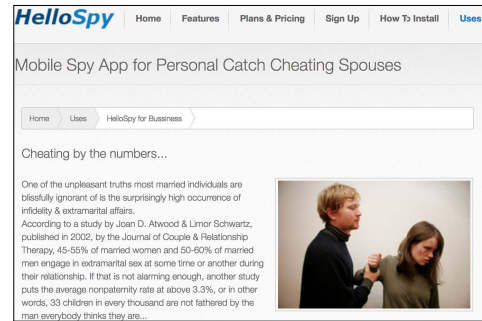 HelloSpy Home Features Plans & Pricing Sign Up How To Install Uses
Mobile Spy App for Personal Catch Cheating Spouses
Home Uses HelloSpy for Bussiness
Cheating by the numbers...
One of the unpleasant truths most married individuals are
blissfully ignorant of is the surprisingly high occurrence of
infidelity & extramarital affairs.
According to a study by Joan D. Atwood & Limor Schwartz,
published in 2002, by the Journal of Couple & Relationship
Therapy, 45-55% of married women and 50-60% of married
men engage in extramarital sex at some time or another during
their relationship. If that is not alarming enough, another study
puts the average nonpaternity rate at above 3.3%, or in other
words, 33 children in every thousand are not fathered by the
man everybody thinks they are...